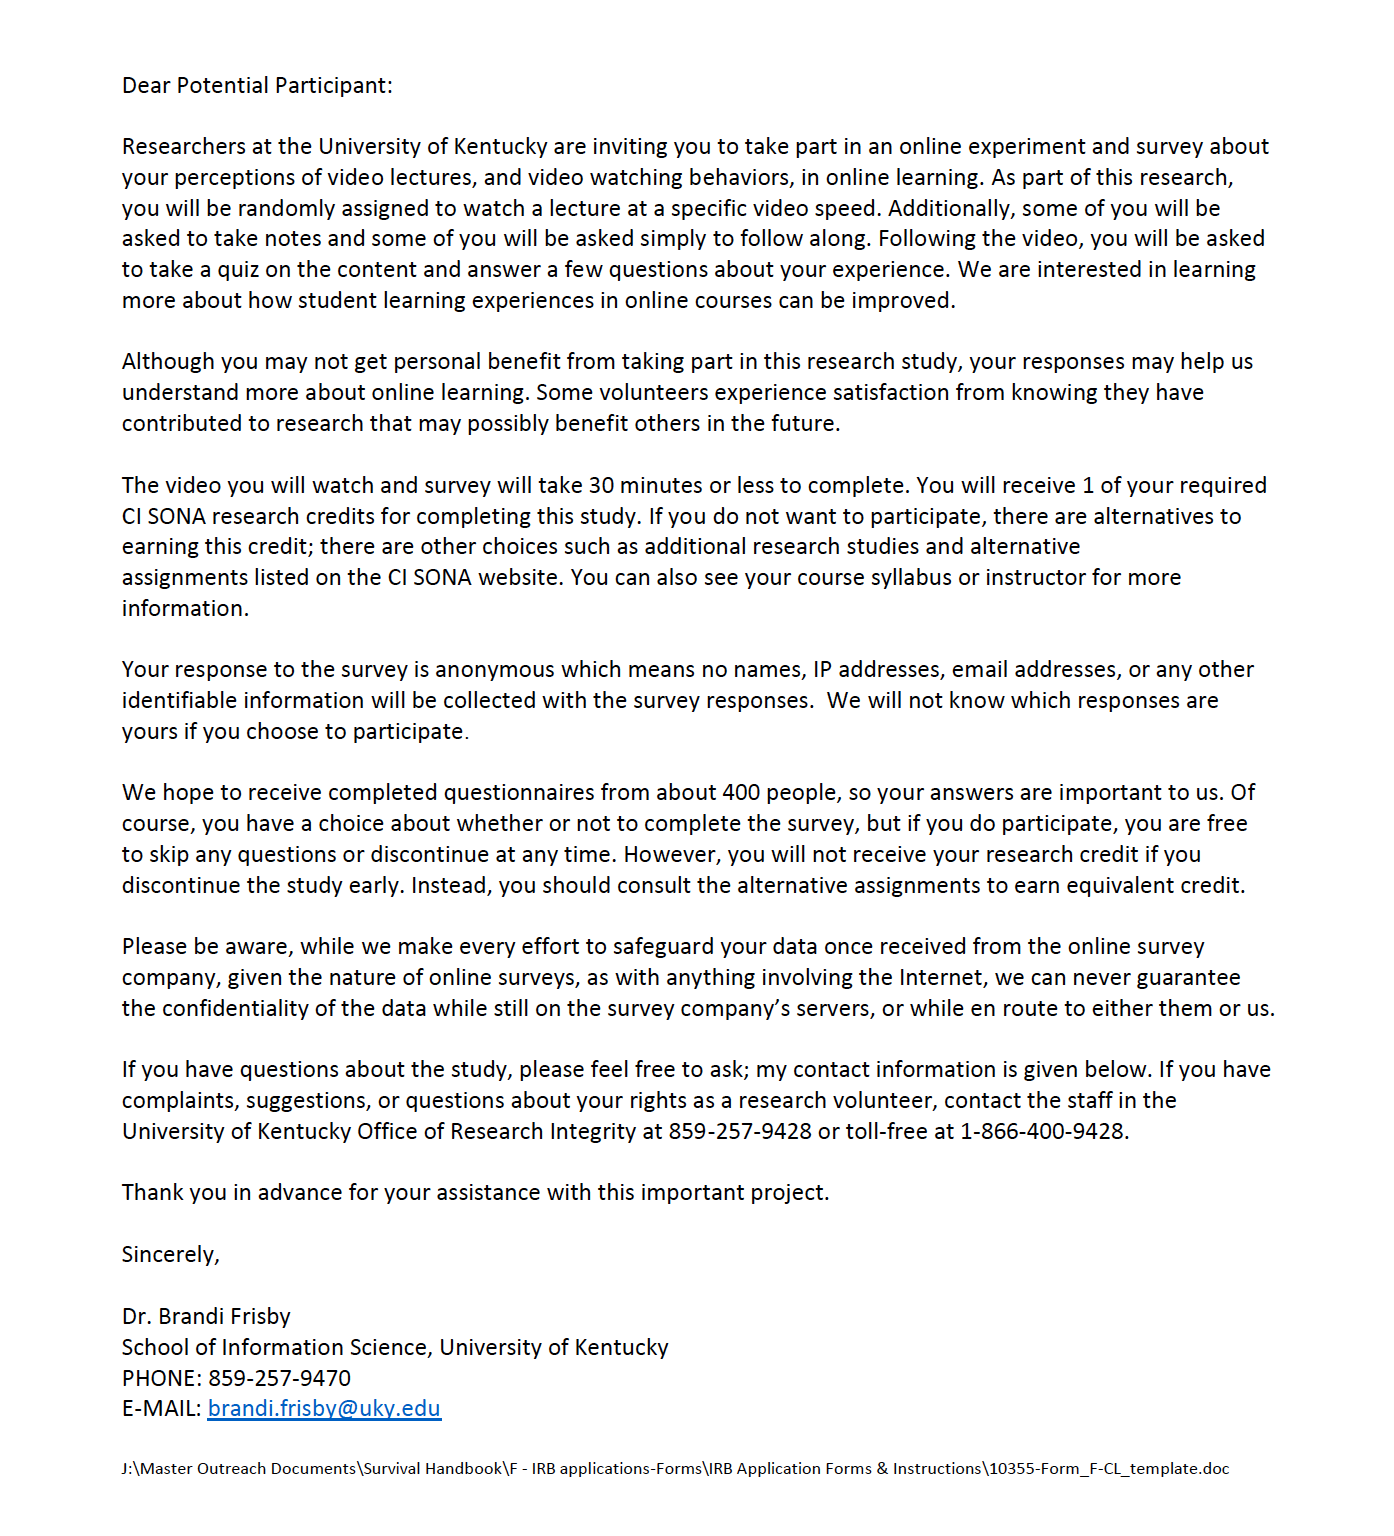 Dear Potential Participant:
Researchers at the University of Kentucky are inviting you to take part in an online experiment and survey about
your perceptions of video lectures, and video watching behaviors, in online learning. As part of this research,
you will be randomly assigned to watch a lecture at a specific video speed. Additionally, some of you will be
asked to take notes and some of you will be asked simply to follow along. Following the video, you will be asked
to take a quiz on the content and answer a few questions about your experience. We are interested in learning
more about how student learning experiences in online courses can be improved.
Although you may not get personal benefit from taking part in this research study, your responses may help us
understand more about online learning. Some volunteers experience satisfaction from knowing they have
contributed to research that may possibly benefit others in the future.
The video you will watch and survey will take 30 minutes or less to complete. You will receive 1 of your required
CI SONA research credits for completing this study. If you do not want to participate, there are alternatives to
earning this credit; there are other choices such as additional research studies and alternative
assignments listed on the CI SONA website. You can also see your course syllabus or instructor for more
information.
Your response to the survey is anonymous which means no names, IP addresses, email addresses, or any other
identifiable information will be collected with the survey responses.  We will not know which responses are
yours if you choose to participate.
We hope to receive completed questionnaires from about 400 people, so your answers are important to us. Of
course, you have a choice about whether or not to complete the survey, but if you do participate, you are free
to skip any questions or discontinue at any time. However, you will not receive your research credit if you
discontinue the study early. Instead, you should consult the alternative assignments to earn equivalent credit.
Please be aware, while we make every effort to safeguard your data once received from the online survey
company, given the nature of online surveys, as with anything involving the Internet, we can never guarantee
the confidentiality of the data while still on the survey company’s servers, or while en route to either them or us.
If you have questions about the study, please feel free to ask; my contact information is given below. If you have
complaints, suggestions, or questions about your rights as a research volunteer, contact the staff in the
University of Kentucky Office of Research Integrity at 859-257-9428 or toll-free at 1-866-400-9428.
Thank you in advance for your assistance with this important project.
Sincerely,
Dr. Brandi Frisby
School of Information Science, University of Kentucky
PHONE: 859-257-9470
E-MAIL: brandi.frisby@uky.edu
J:\Master Outreach Documents\Survival Handbook\F - IRB applications-Forms\IRB Application Forms & Instructions\10355-Form_F-CL_template.doc